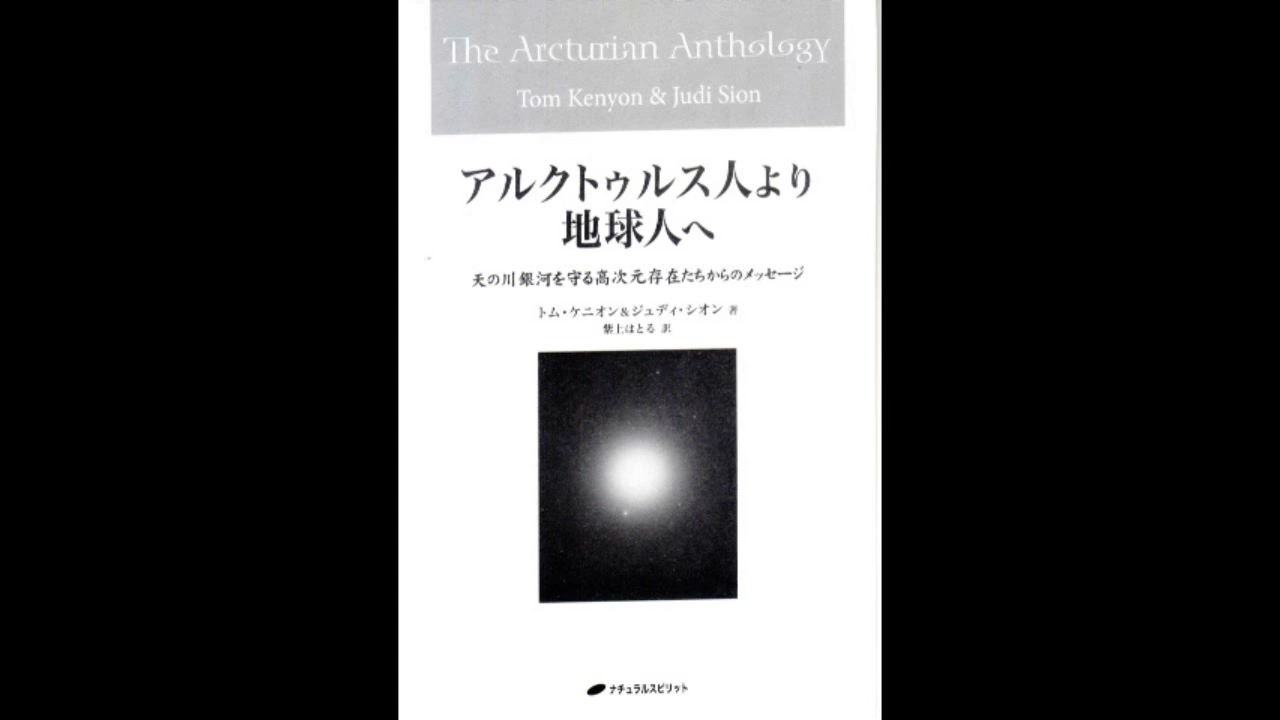 The Arcturian Anthology
Tom Kenyon & Judi Sion
アルクトゥルス人より
地球人へ
天の川銀河を守る高次元存在たちからのメッセージ
トム・ケニオン&ジュディ・シオン 著
紫上はとる 訳
ナチュラルスピリット